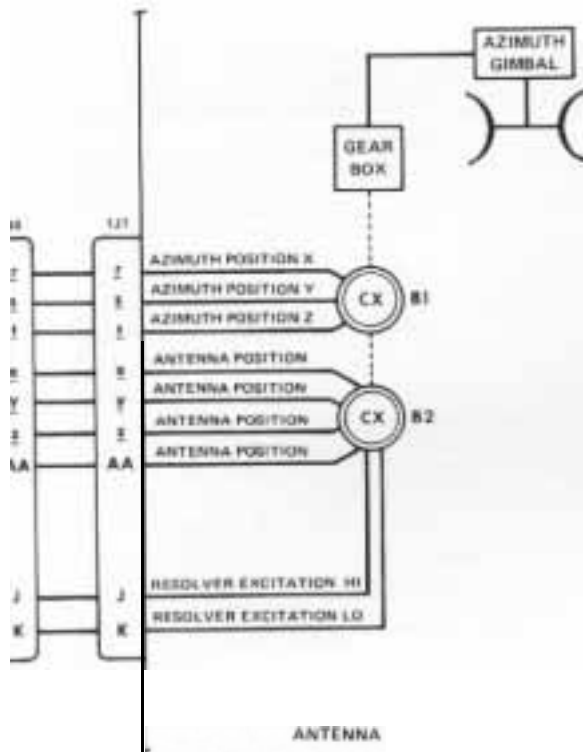 AZIMUTH
GIMBAL
GEAR
BOX
AZIMUTH POSITION X
AZIMUTH POSITION Y
CX
B1
AZIMUTH POSITION Z
ANTENNA POSITION
ANTENNA POSITION
CX
B2
ANTENNA POSITION
AA
AA
ANTENNA POSITION
J
J
RESOLVER EXCITATION HI
K
K
RESOLVER EXCITATION LO
ANTENNA